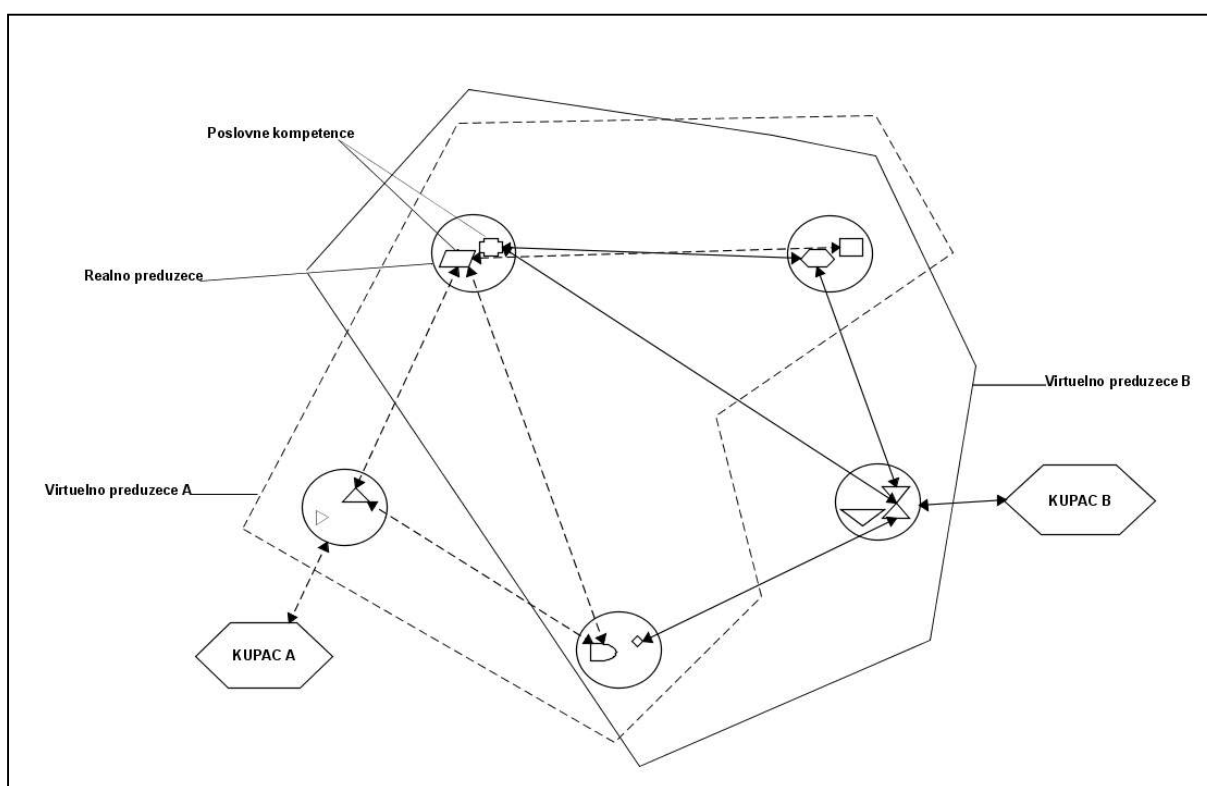 Poslovne kompetence
Realno preduzece
Virtuelno preduzece B
Virtuelno preduzece A
KUPAC B
KUPAC A